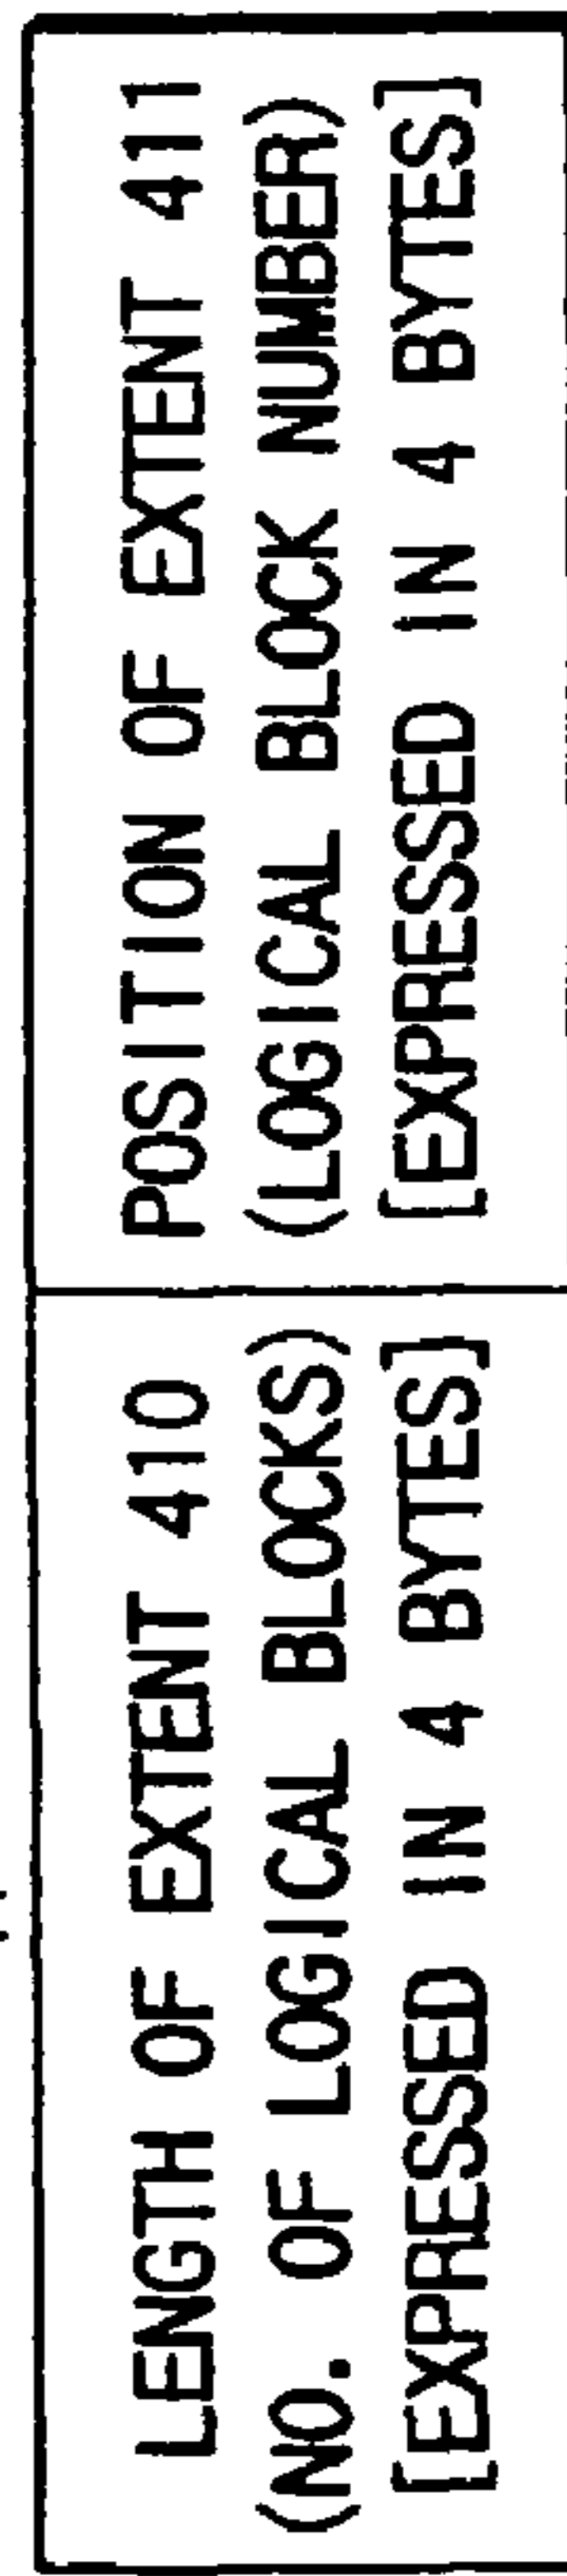 LENGTH OF EXTENT 410
(NO. OF LOGICAL BLOCKS)
[EXPRESSED IN 4 BYTES]
POSITION OF EXTENT 411
(LOGICAL BLOCK NUMBER)
[EXPRESSED IN 4 BYTES]